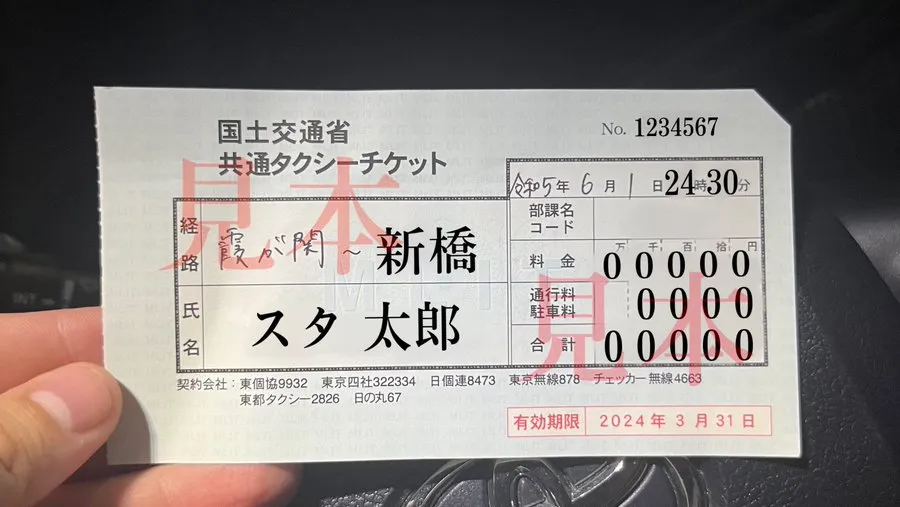 国土交通省
共通タクシーチケット
No. 1234567
見本
令和5年 6月 1日 24時30分
経路 霞が関~新橋
部課名
コード
万 千 百 拾 円
料金 00000
氏名 スタ 太郎
通行料
駐車料 0000
合計 00000
見本
契約会社:東個協9932 東京四社322334 日個連8473 東京無線878 チェッカー無線4663
東都タクシー2826 日の丸67
有効期限 2024年3月31日